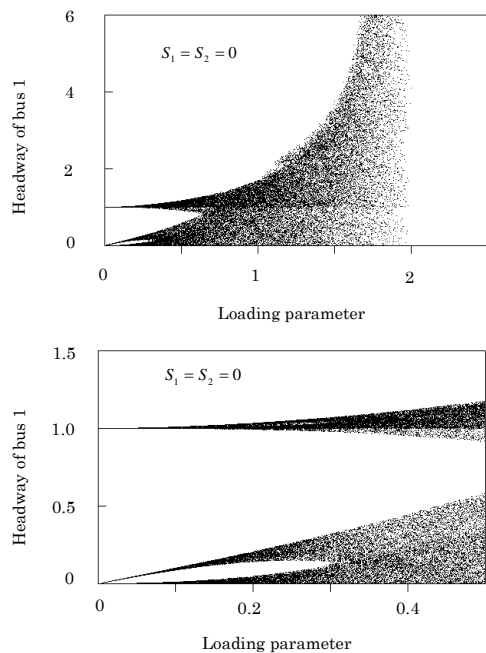 6
S₁ = S₂ = 0
4
Headway of bus 1
2
0
0
1
2
Loading parameter
1.5
S₁ = S₂ = 0
1.0
Headway of bus 1
0.5
0
0
0.2
0.4
Loading parameter